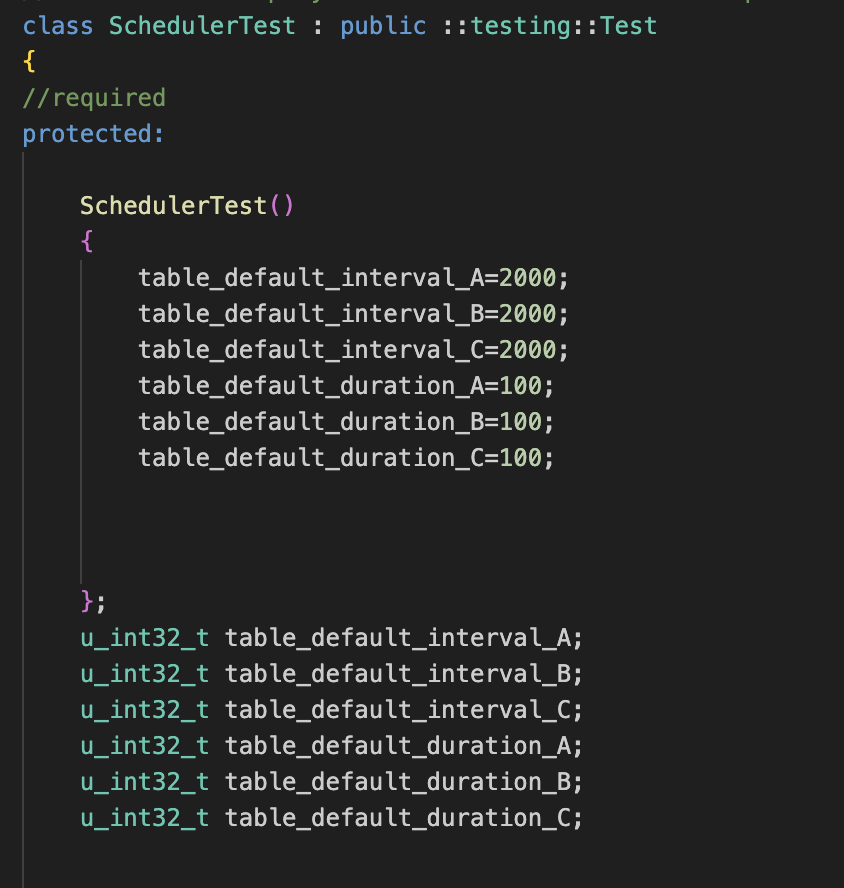 class SchedulerTest : public ::testing::Test
{
//required
protected:
SchedulerTest()
{
table_default_interval_A=2000;
table_default_interval_B=2000;
table_default_interval_C=2000;
table_default_duration_A=100;
table_default_duration_B=100;
table_default_duration_C=100;
};
u_int32_t table_default_interval_A;
u_int32_t table_default_interval_B;
u_int32_t table_default_interval_C;
u_int32_t table_default_duration_A;
u_int32_t table_default_duration_B;
u_int32_t table_default_duration_C;